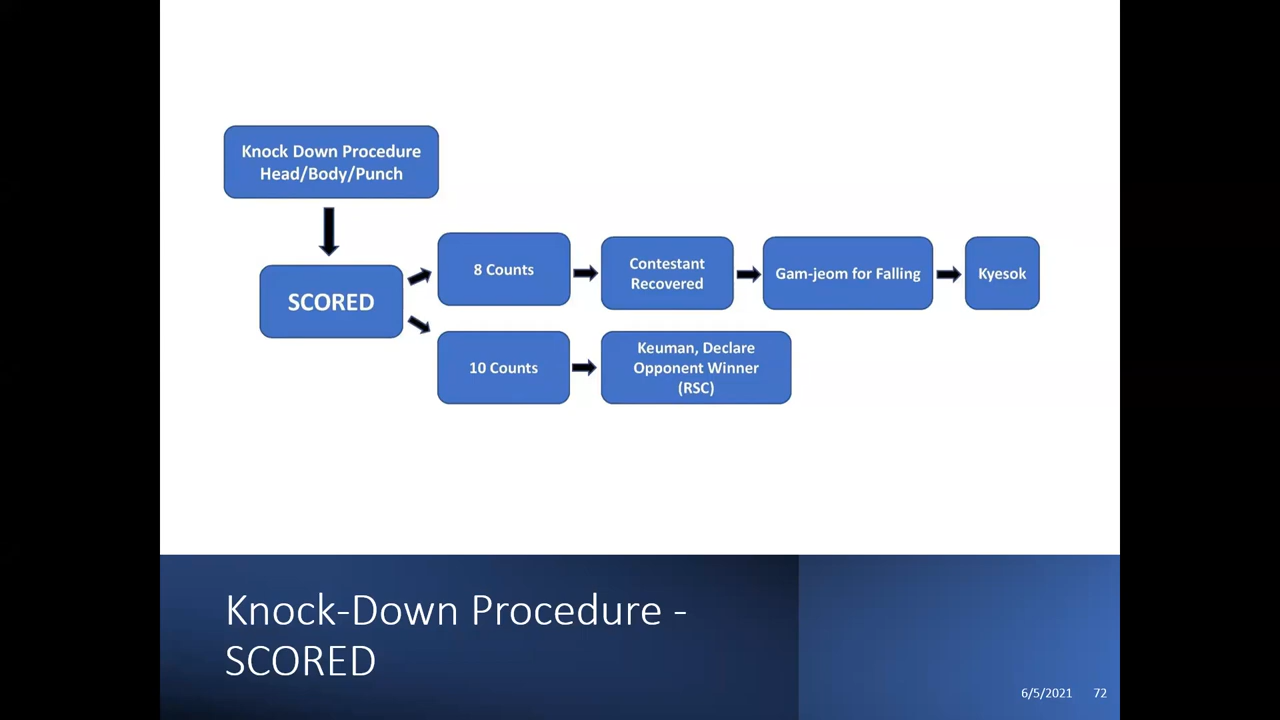 Knock Down Procedure
Head/Body/Punch
SCORED
8 Counts
Contestant
Recovered
Gam-jeom for Falling
Kyesok
10 Counts
Keuman, Declare
Opponent Winner
(RSC)
Knock-Down Procedure -
SCORED
6/5/2021 72